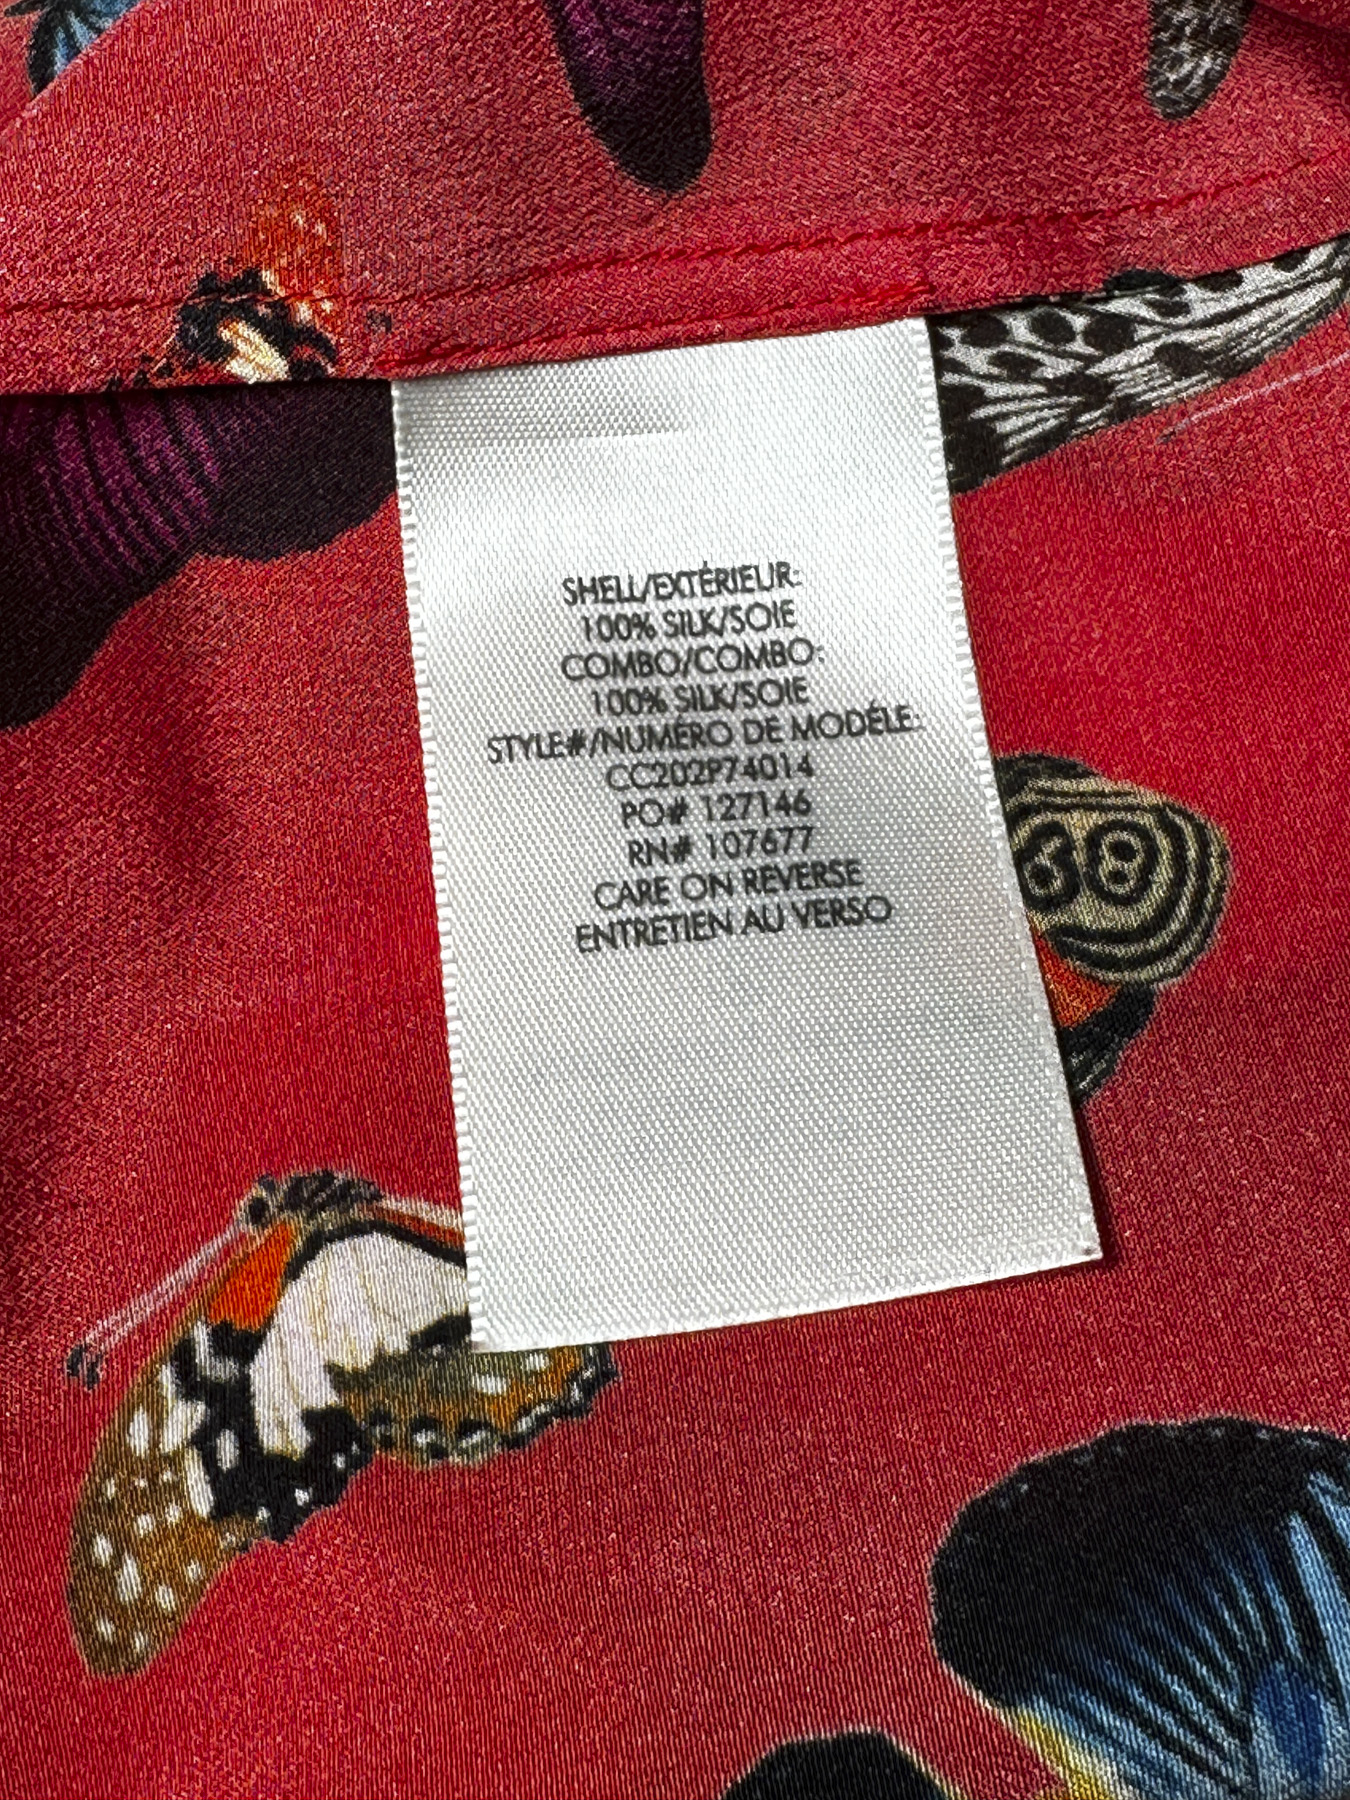 SHELL/EXTÉRIEUR:
100% SILK/SOIE
COMBO/COMBO:
100% SILK/SOIE
STYLE#/NUMÉRO DE MODÉLE:
CC202P74014
PO# 127146
RN# 107677
CARE ON REVERSE
ENTRETIEN AU VERSO